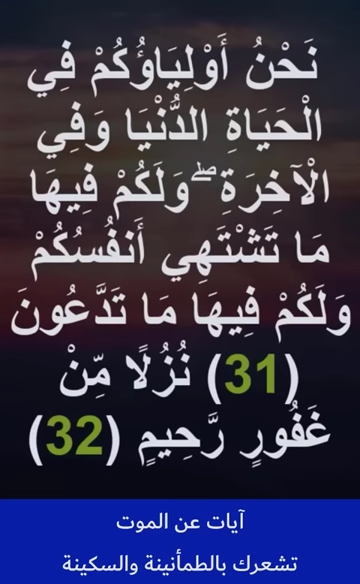 نَحْنُ أَوْلِيَاؤُكُمْ فِي
الْحَيَاةِ الدُّنْيَا وَفِي
الْآخِرَةِ ۖ وَلَكُمْ فِيهَا
مَا تَشْتَهِي أَنفُسُكُمْ
وَلَكُمْ فِيهَا مَا تَدَّعُونَ
(31) نُزُلًا مِّنْ
غَفُورٍ رَّحِيمٍ (32)
آيات عن الموت
تشعرك بالطمأنينة والسكينة